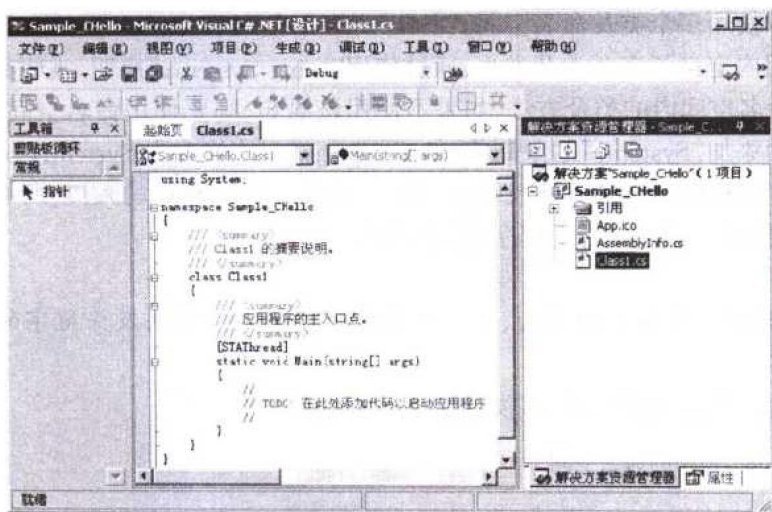 Sample_CHello - Microsoft Visual C# .NET [设计] - Class1.cs
文件(F) 编辑(E) 视图(V) 项目(P) 生成(B) 调试(D) 工具(T) 窗口(W) 帮助(H)
Debug
工具箱
剪贴板循环
常规
指针
起始页 Class1.cs
Sample_CHello.Class1
Main(string[] args)
using System;
namespace Sample_CHello
{
/// <summary>
/// Class1 的摘要说明。
/// </summary>
class Class1
{
/// <summary>
/// 应用程序的主入口点。
/// </summary>
[STAThread]
static void Main(string[] args)
{
//
// TODO: 在此处添加代码以启动应用程序
//
}
}
}
解决方案资源管理器 - Sample_C...
解决方案"Sample_CHello"(1 项目)
Sample_CHello
引用
App.ico
AssemblyInfo.cs
Class1.cs
解决方案资源管理器 属性
就绪